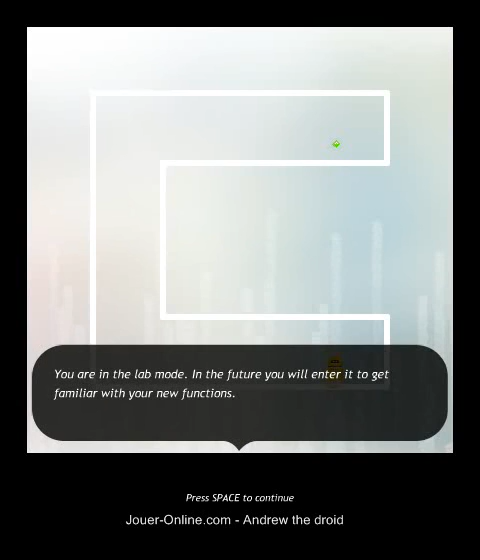 You are in the lab mode. In the future you will enter it to get
familiar with your new functions.
Press SPACE to continue
Jouer-Online.com - Andrew the droid